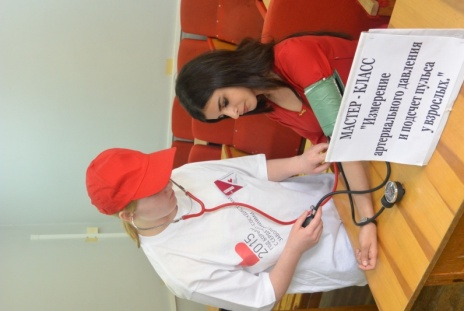 МАСТЕР - КЛАСС
"Измерение
артериального давления
и подсчет пульса
у взрослых."
2015